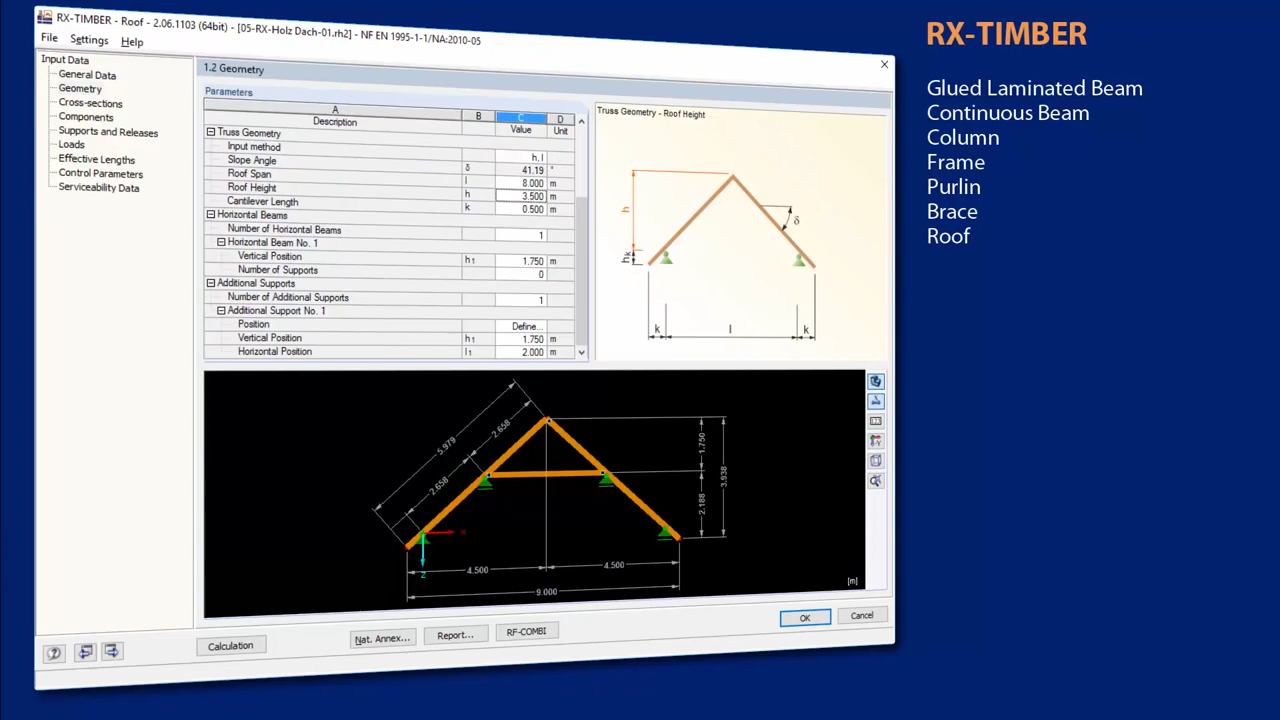 RX-TIMBER - Roof - 2.06.1103 (64bit) - [05-RX-Holz Dach-01.rh2] - NF EN 1995-1-1/NA:2010-05
File Settings Help
Input Data
General Data
Geometry
Cross-sections
Components
Supports and Releases
Loads
Effective Lengths
Control Parameters
Serviceability Data
1.2 Geometry
Parameters
A B C D
Description Value Unit
Truss Geometry
Input method h, l
Slope Angle δ 41.19 °
Roof Span l 8.000 m
Roof Height h 3.500 m
Cantilever Length k 0.500 m
Horizontal Beams
Number of Horizontal Beams 1
Horizontal Beam No. 1
Vertical Position h1 1.750 m
Number of Supports 0
Additional Supports
Number of Additional Supports 1
Additional Support No. 1
Position Define...
Vertical Position h1 1.750 m
Horizontal Position l1 2.000 m
Truss Geometry - Roof Height
h
δ
hk
k l k
5.979
2.658
2.658
1.750
3.938
2.188
X
Z
4.500 4.500
9.000
[m]
OK Cancel
Calculation Nat. Annex... Report... RF-COMBI
RX-TIMBER
Glued Laminated Beam
Continuous Beam
Column
Frame
Purlin
Brace
Roof